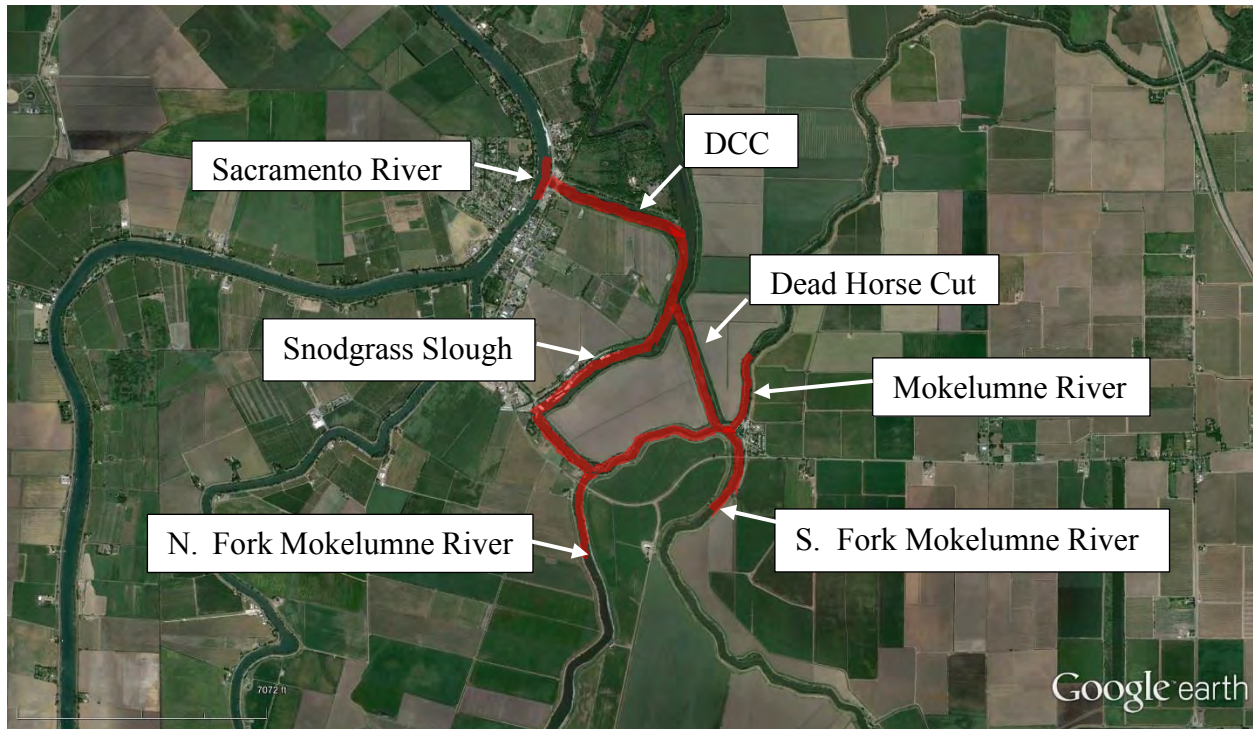 DCC
Sacramento River
Dead Horse Cut
Snodgrass Slough
Mokelumne River
N. Fork Mokelumne River
S. Fork Mokelumne River
7072 ft
Google earth